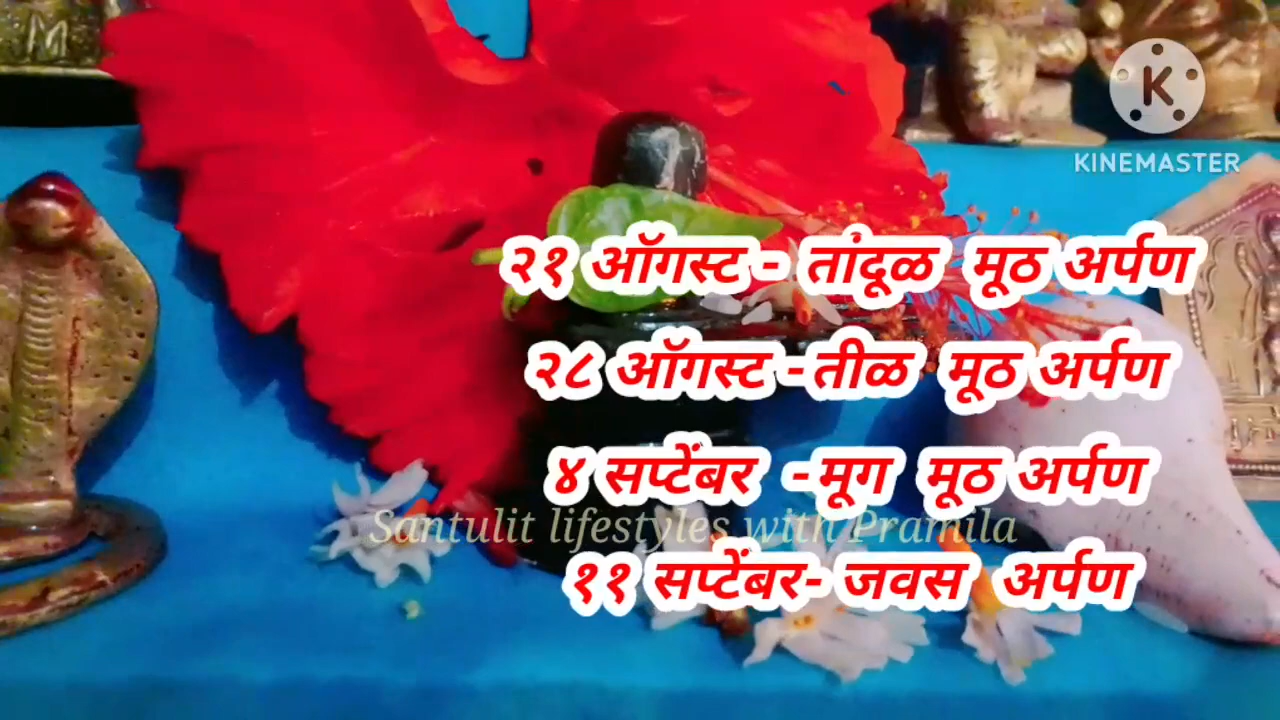 K
KINEMASTER
२१ ऑगस्ट - तांदूळ मूठ अर्पण
२८ ऑगस्ट -तीळ मूठ अर्पण
४ सप्टेंबर -मूग मूठ अर्पण
Santulit lifestyles with Pramila
११ सप्टेंबर- जवस अर्पण
M